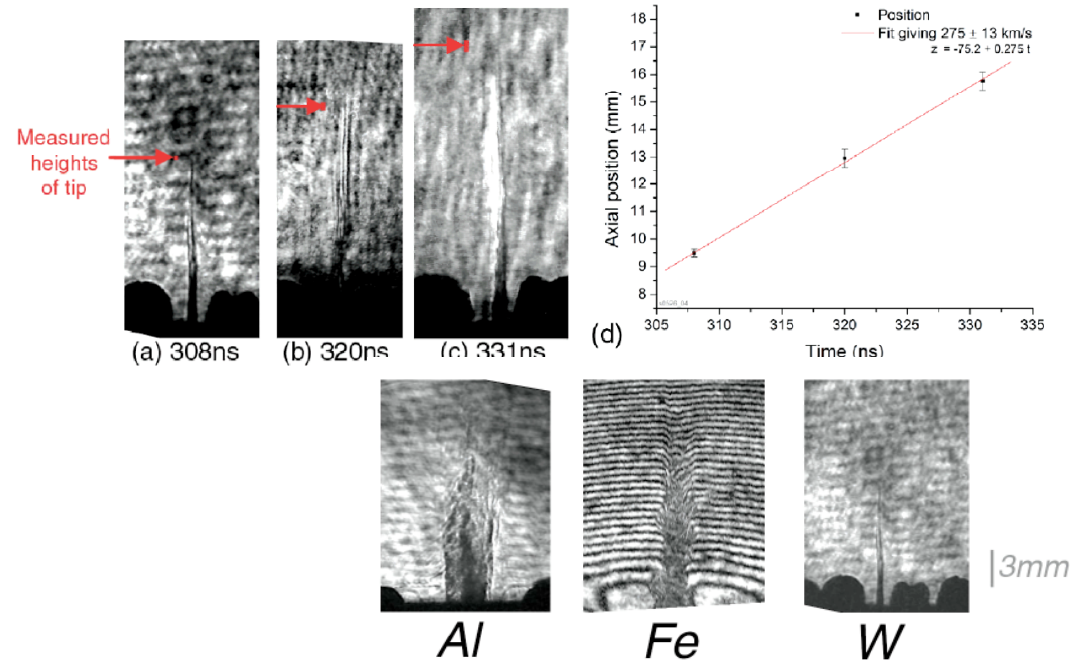 Measured
heights
of tip
(a) 308ns
(b) 320ns
(c) 331ns
(d)
Position
Fit giving 275 ± 13 km/s
z = -75.2 + 0.275 t
Axial position (mm)
18
17
16
15
14
13
12
11
10
9
8
305
310
315
320
325
330
335
Time (ns)
Al
Fe
W
3mm